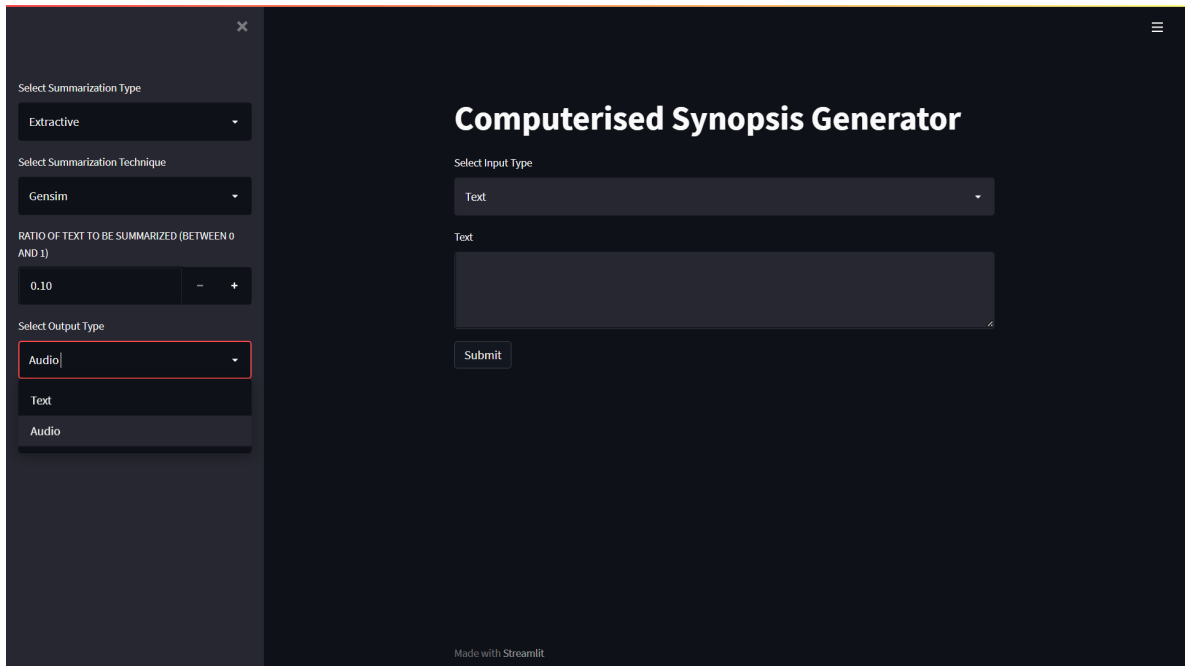 Select Summarization Type
Extractive
Select Summarization Technique
Gensim
RATIO OF TEXT TO BE SUMMARIZED (BETWEEN 0
AND 1)
0.10
Select Output Type
Audio
Text
Audio
Computerised Synopsis Generator
Select Input Type
Text
Text
Submit
Made with Streamlit